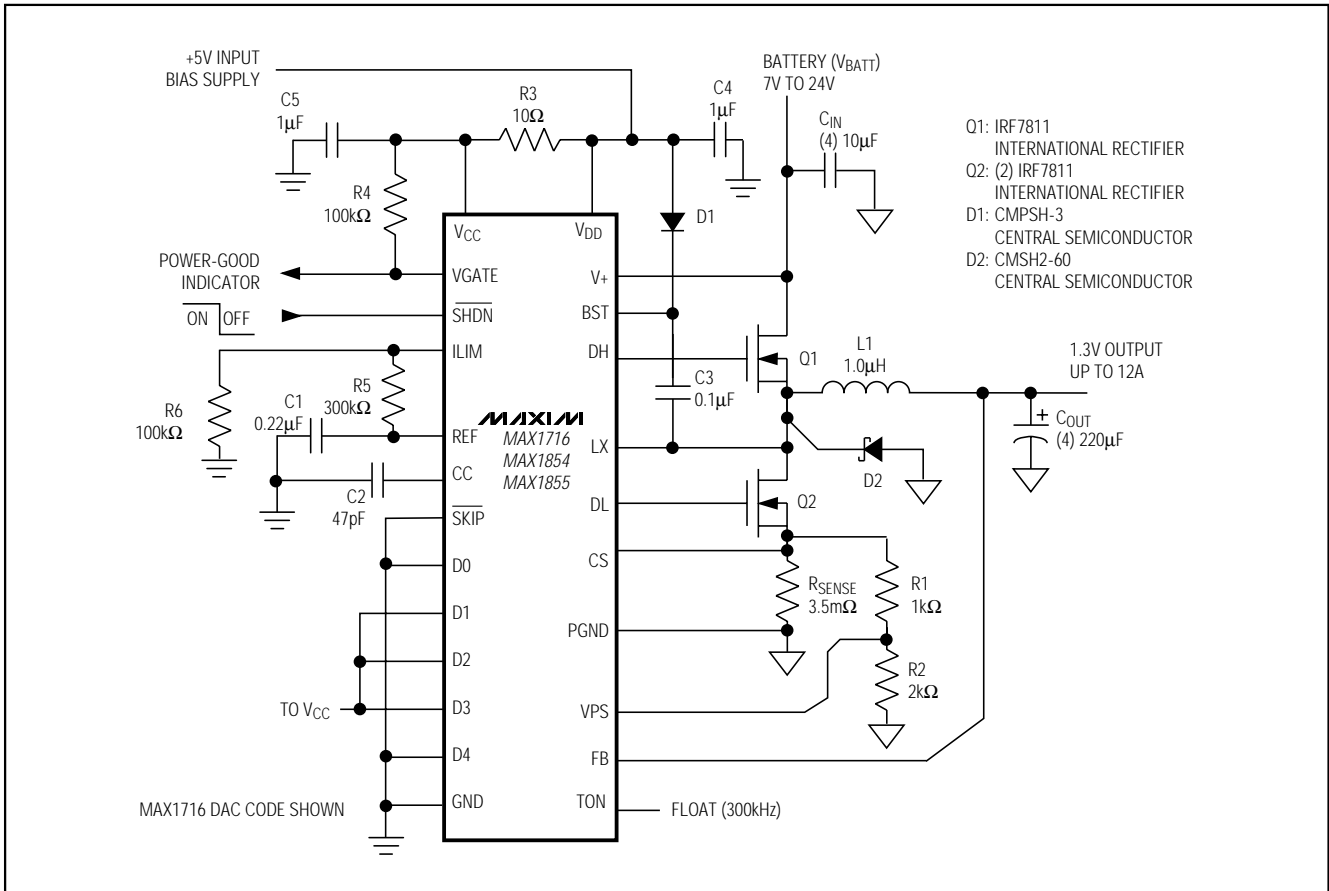 +5V INPUT
BIAS SUPPLY
C5
1μF
R3
10Ω
C4
1μF
BATTERY (VBATT)
7V TO 24V
CIN
(4) 10μF
Q1: IRF7811
INTERNATIONAL RECTIFIER
Q2: (2) IRF7811
INTERNATIONAL RECTIFIER
D1: CMPSH-3
CENTRAL SEMICONDUCTOR
D2: CMSH2-60
CENTRAL SEMICONDUCTOR
R4
100kΩ
D1
VCC
VDD
POWER-GOOD
INDICATOR
VGATE
V+
ON OFF
SHDN
BST
ILIM
DH
Q1
L1
1.0μH
1.3V OUTPUT
UP TO 12A
R5
300kΩ
C3
0.1μF
R6
100kΩ
C1
0.22μF
MAXIM
MAX1716
MAX1854
MAX1855
REF
LX
COUT
(4) 220μF
+
CC
D2
C2
47pF
DL
Q2
SKIP
CS
D0
RSENSE
3.5mΩ
R1
1kΩ
D1
PGND
D2
R2
2kΩ
TO VCC
D3
VPS
D4
FB
MAX1716 DAC CODE SHOWN
GND
TON
FLOAT (300kHz)